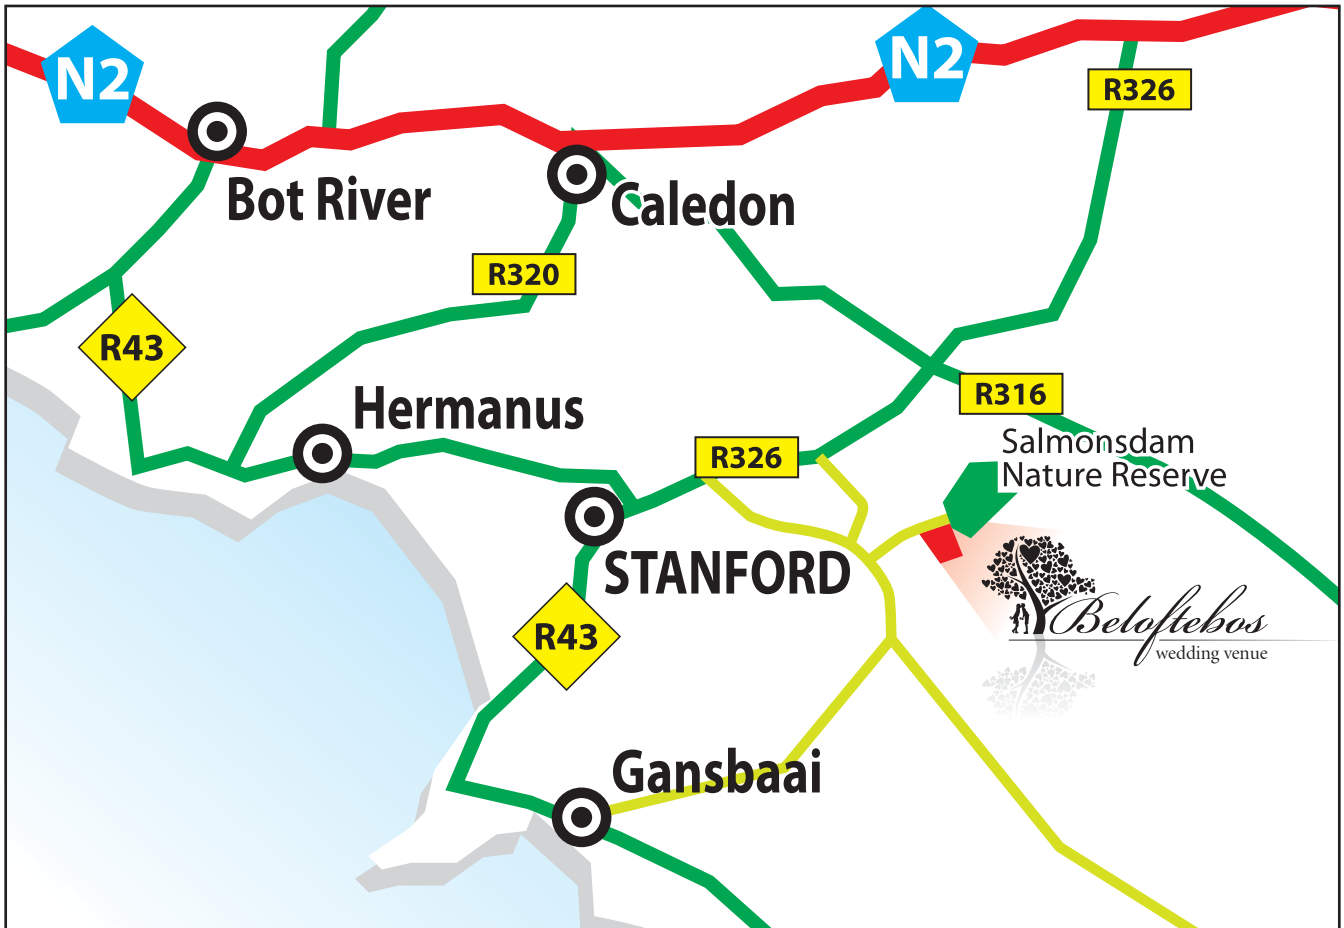 N2
N2
R326
Bot River
Caledon
R320
R43
Hermanus
R316
Salmonsdam
Nature Reserve
R326
STANFORD
R43
Beloftebos
wedding venue
Gansbaai